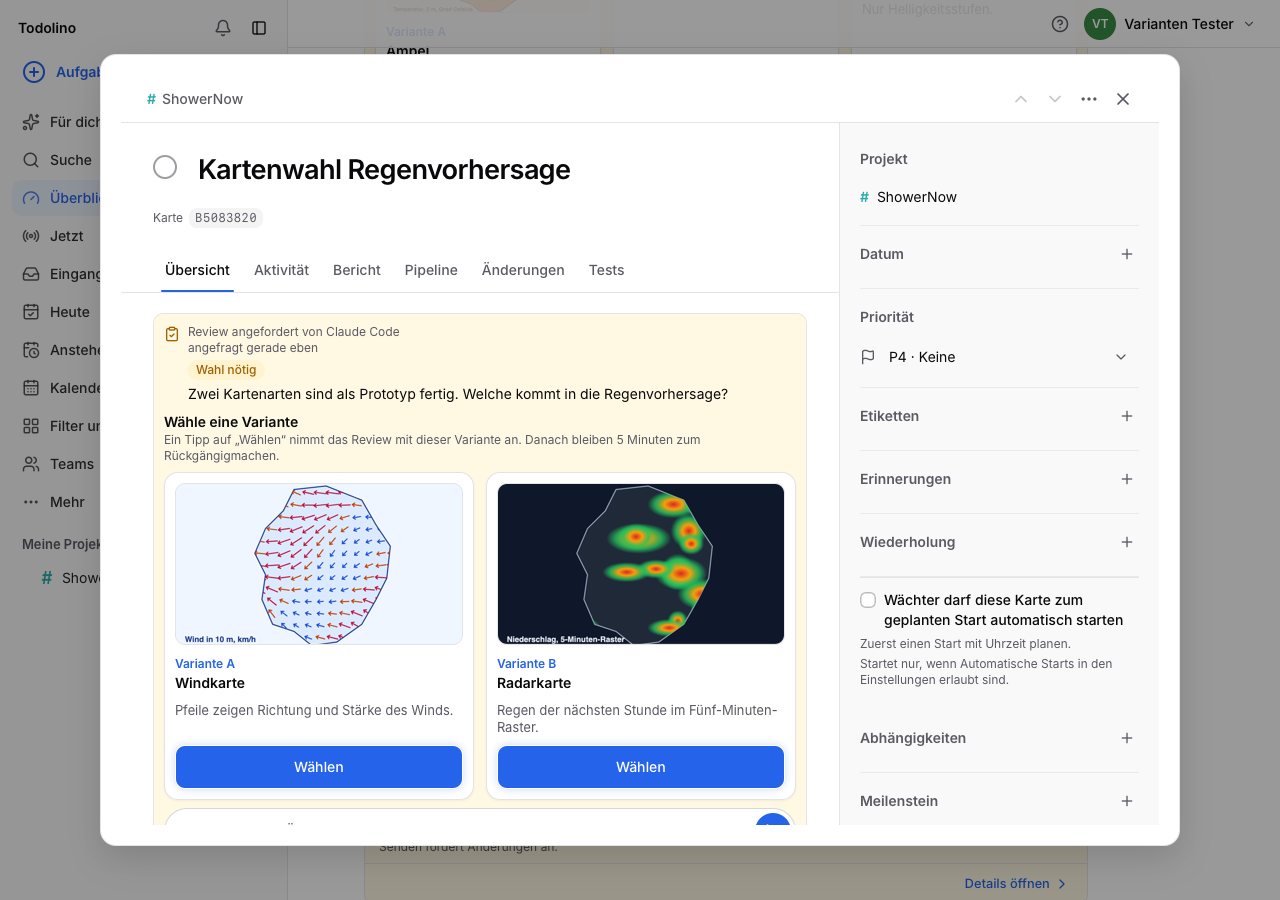 Todolino
Nur Helligkeitsstufen.
VT Varianten Tester
Variante A
Ampel
Aufgab
Für dich
Suche
Überblic
Jetzt
Eingang
Heute
Anstehe
Kalende
Filter un
Teams
Mehr
Meine Projek
# Showe
# ShowerNow
Kartenwahl Regenvorhersage
Karte B5083820
Übersicht Aktivität Bericht Pipeline Änderungen Tests
Review angefordert von Claude Code
angefragt gerade eben
Wahl nötig
Zwei Kartenarten sind als Prototyp fertig. Welche kommt in die Regenvorhersage?
Wähle eine Variante
Ein Tipp auf „Wählen“ nimmt das Review mit dieser Variante an. Danach bleiben 5 Minuten zum
Rückgängigmachen.
Wind in 10 m, km/h
Variante A
Windkarte
Pfeile zeigen Richtung und Stärke des Winds.
Wählen
Niederschlag, 5-Minuten-Raster
Variante B
Radarkarte
Regen der nächsten Stunde im Fünf-Minuten-
Raster.
Wählen
Projekt
# ShowerNow
Datum
Priorität
P4 · Keine
Etiketten
Erinnerungen
Wiederholung
Wächter darf diese Karte zum
geplanten Start automatisch starten
Zuerst einen Start mit Uhrzeit planen.
Startet nur, wenn Automatische Starts in den
Einstellungen erlaubt sind.
Abhängigkeiten
Meilenstein
Senden fordert Änderungen an.
Details öffnen